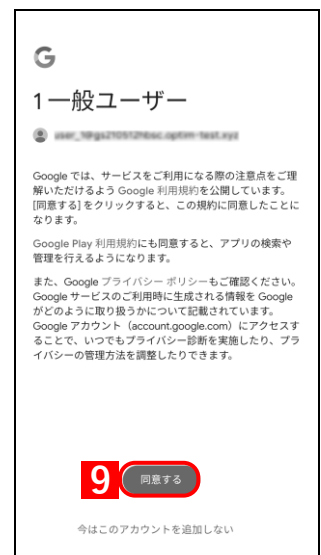 G
1一般ユーザー
Google では、サービスをご利用になる際の注意点をご理
解いただけるよう Google 利用規約を公開しています。
[同意する] をクリックすると、この規約に同意したことに
なります。
Google Play 利用規約にも同意すると、アプリの検索や
管理を行えるようになります。
また、Google プライバシー ポリシーもご確認ください。
Google サービスのご利用時に生成される情報を Google
がどのように取り扱うかについて記載されています。
Google アカウント（account.google.com）にアクセスす
ることで、いつでもプライバシー診断を実施したり、プラ
イバシーの管理方法を調整したりできます。
9 同意する
今はこのアカウントを追加しない